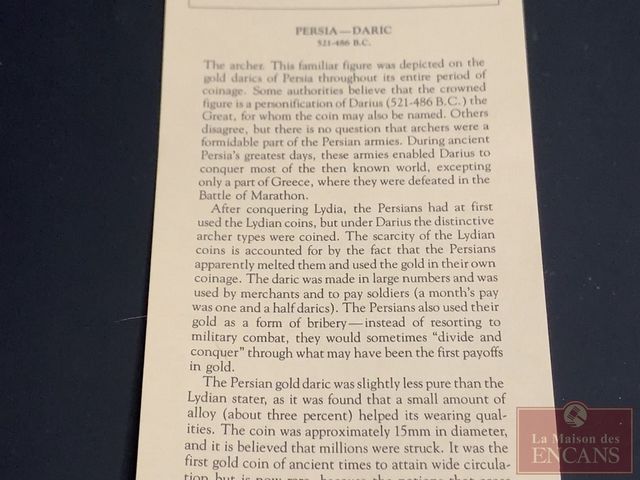 PERSIA—DARIC
521-486 B.C.
The archer. This familiar figure was depicted on the
gold darics of Persia throughout its entire period of
coinage. Some authorities believe that the crowned
figure is a personification of Darius (521-486 B.C.) the
Great, for whom the coin may also be named. Others
disagree, but there is no question that archers were a
formidable part of the Persian armies. During ancient
Persia's greatest days, these armies enabled Darius to
conquer most of the then known world, excepting
only a part of Greece, where they were defeated in the
Battle of Marathon.
After conquering Lydia, the Persians had at first
used the Lydian coins, but under Darius the distinctive
archer types were coined. The scarcity of the Lydian
coins is accounted for by the fact that the Persians
apparently melted them and used the gold in their own
coinage. The daric was made in large numbers and was
used by merchants and to pay soldiers (a month's pay
was one and a half darics). The Persians also used their
gold as a form of bribery—instead of resorting to
military combat, they would sometimes "divide and
conquer" through what may have been the first payoffs
in gold.
The Persian gold daric was slightly less pure than the
Lydian stater, as it was found that a small amount of
alloy (about three percent) helped its wearing qual-
ities. The coin was approximately 15mm in diameter,
and it is believed that millions were struck. It was the
first gold coin of ancient times to attain wide circula-
tion but is now rare, because the nations that
La Maison des
ENCANS